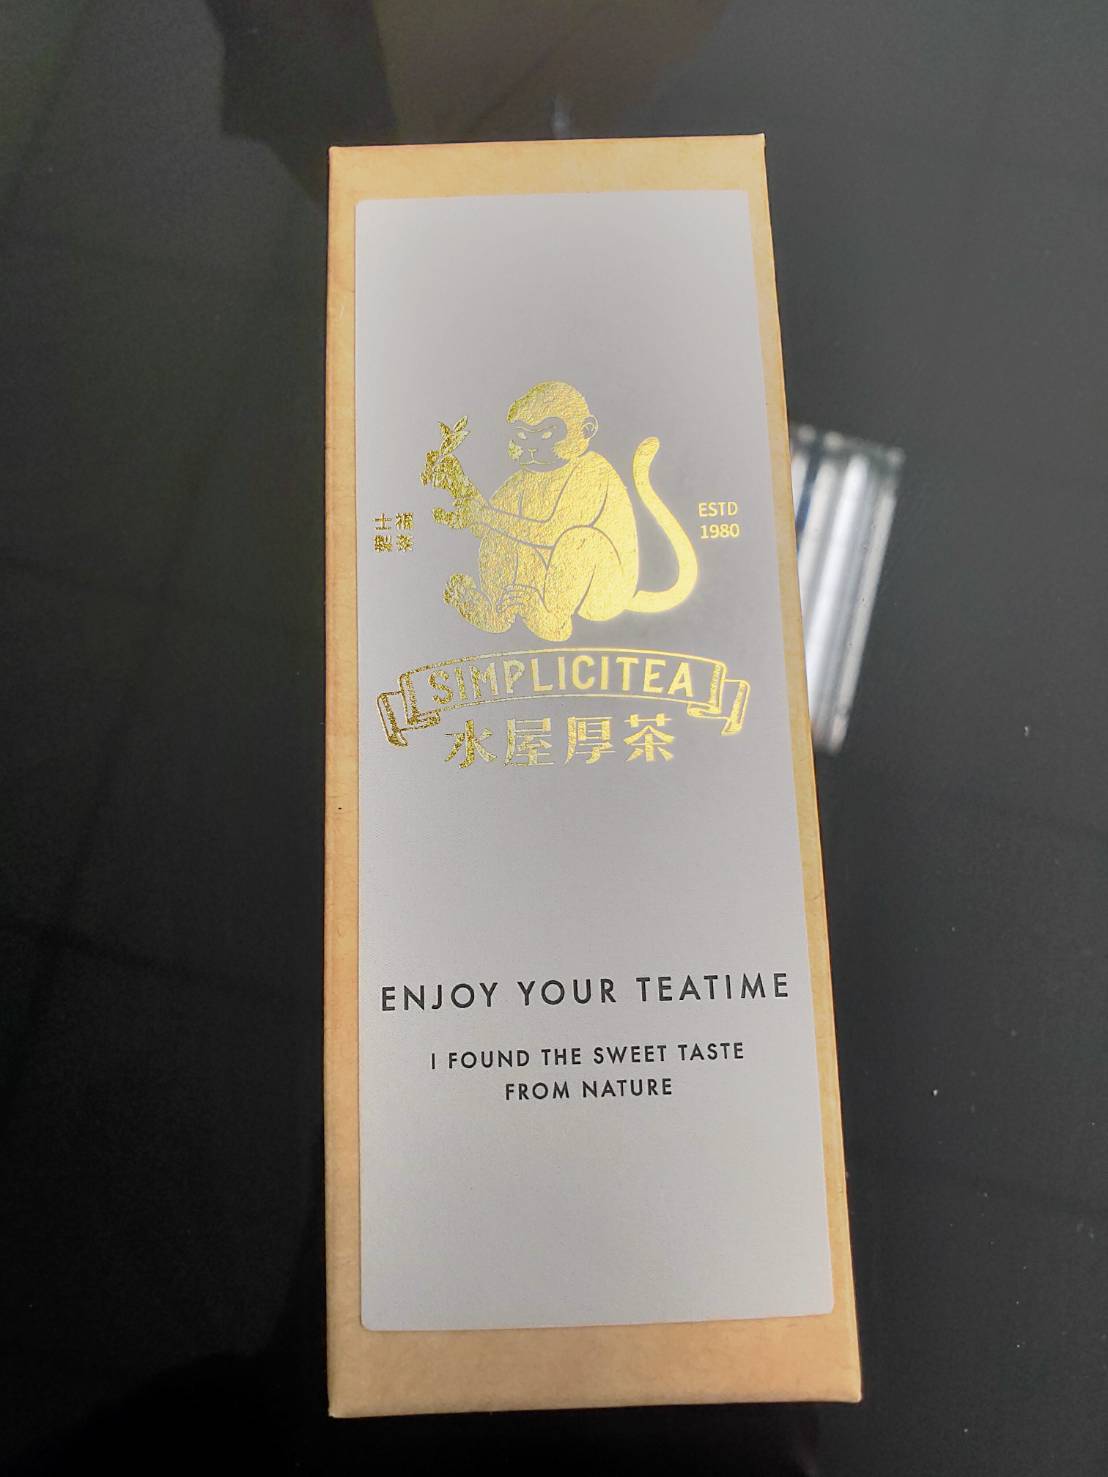 ESTD
1980
SIMPLICITEA
水屋厚茶
ENJOY YOUR TEATIME
I FOUND THE SWEET TASTE
FROM NATURE